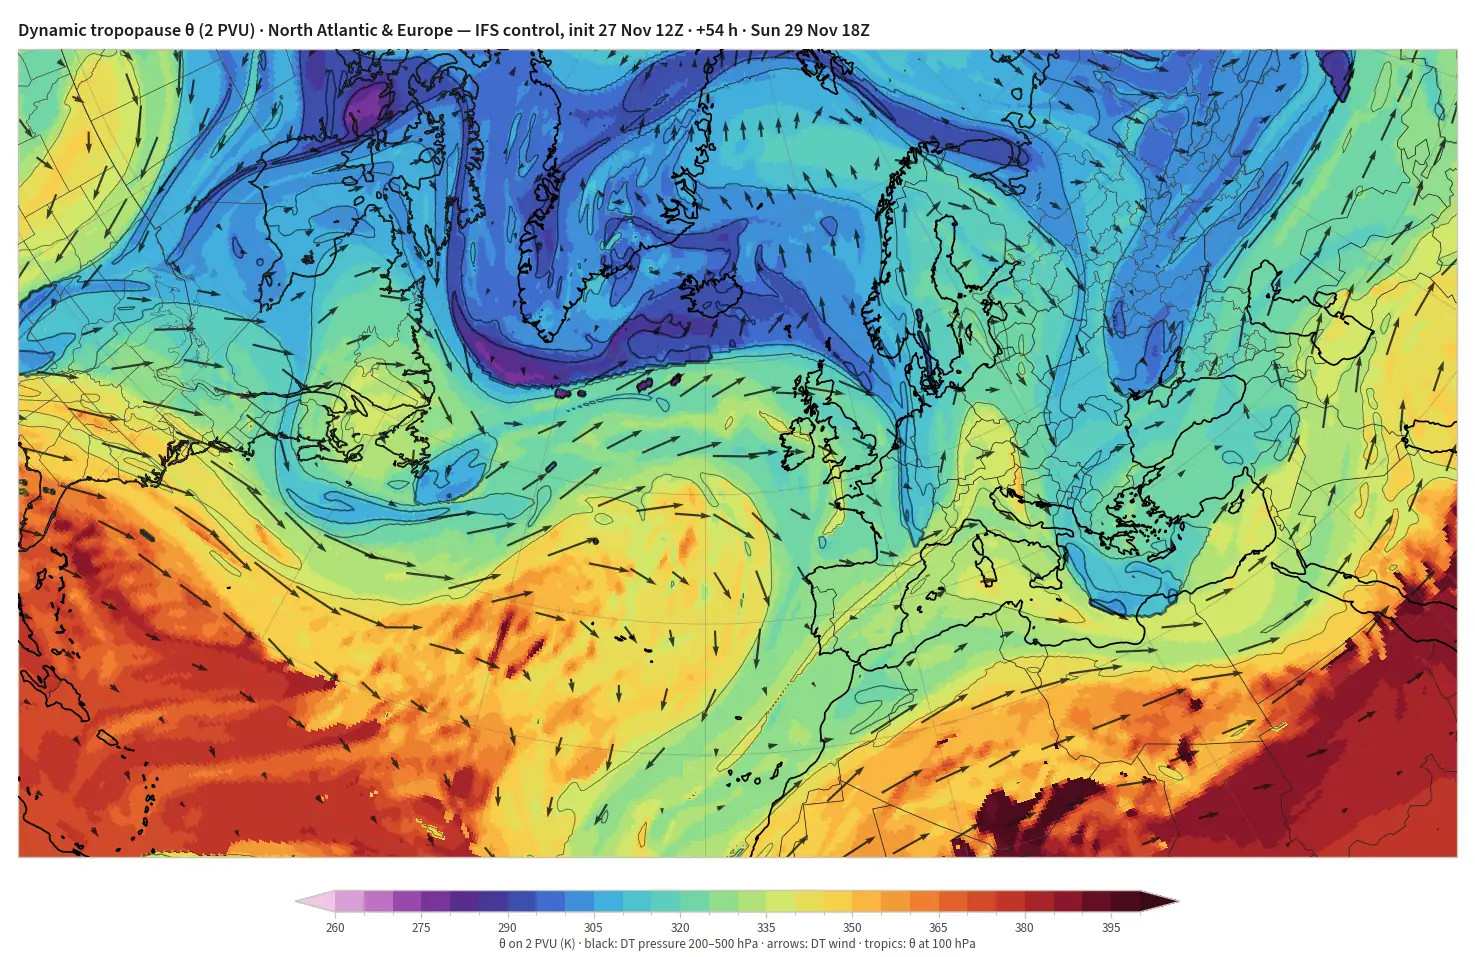 Dynamic tropopause θ (2 PVU) · North Atlantic & Europe — IFS control, init 27 Nov 12Z · +54 h · Sun 29 Nov 18Z
260 275 290 305 320 335 350 365 380 395
θ on 2 PVU (K) · black: DT pressure 200–500 hPa · arrows: DT wind · tropics: θ at 100 hPa